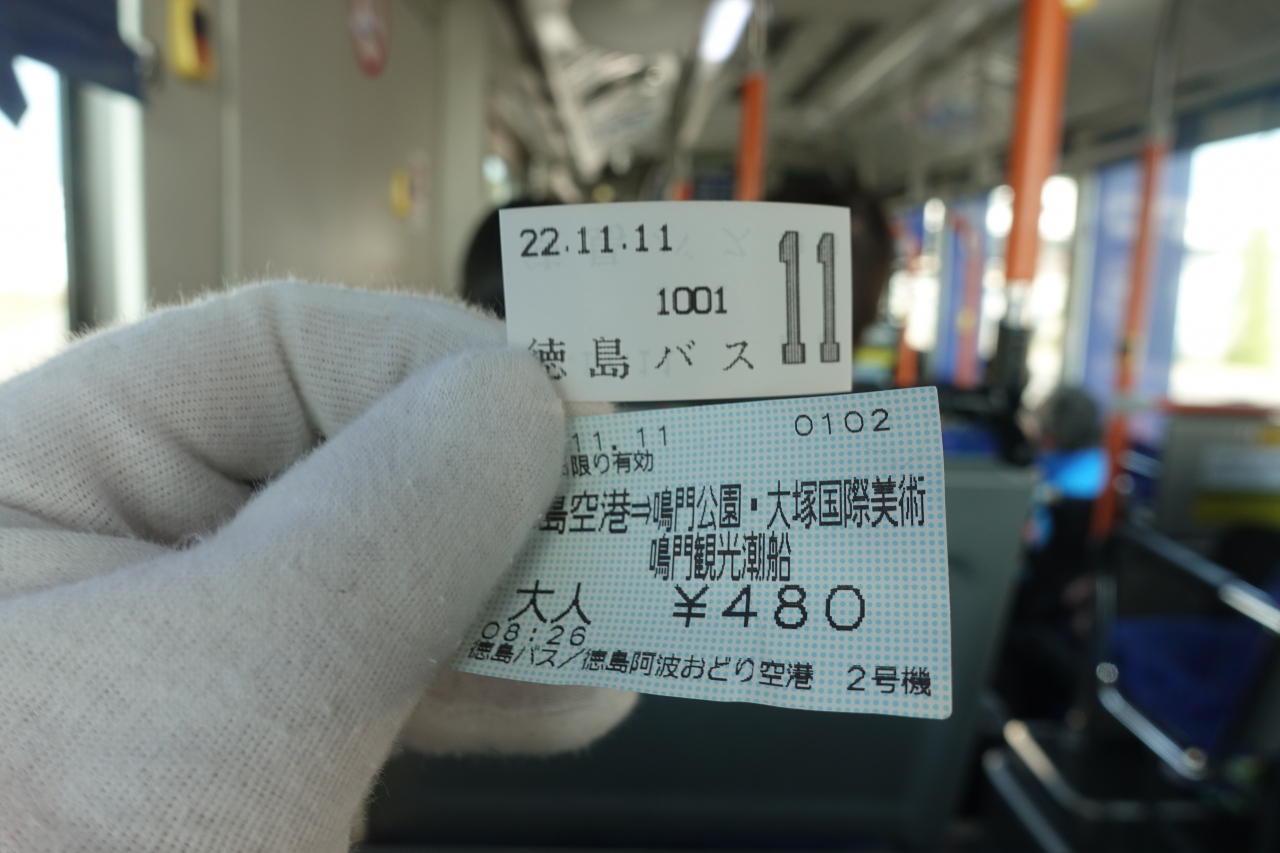 22.11.11
11
1001
徳島バス
11.11
0102
限り有効
島空港⇒鳴門公園・大塚国際美術
鳴門観光潮船
大人 ¥480
08:26
徳島バス/徳島阿波おどり空港 2号機